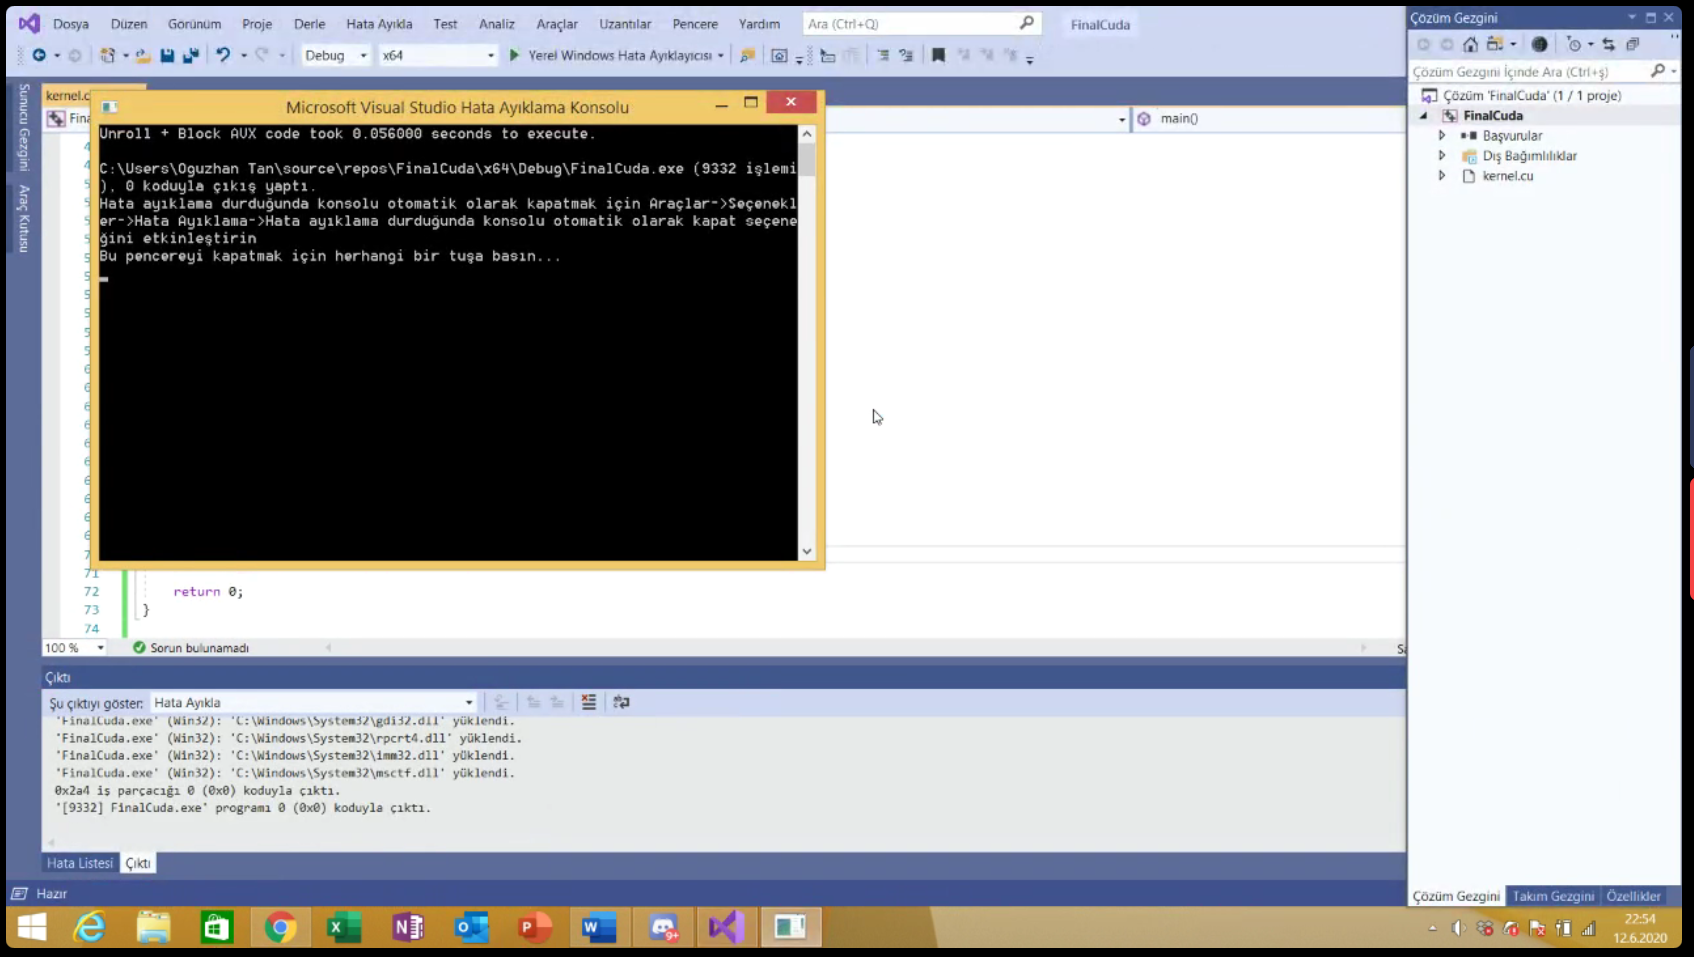 Dosya Düzen Görünüm Proje Derle Hata Ayıkla Test Analiz Araçlar Uzantılar Pencere Yardım Ara (Ctrl+Q) FinalCuda
Debug x64 Yerel Windows Hata Ayıklayıcısı
Sunucu Gezgini
Araç Kutusu
kernel.c
Fina
main()
Microsoft Visual Studio Hata Ayıklama Konsolu
Unroll + Block AVX code took 0.056000 seconds to execute.
C:\Users\Oguzhan Tan\source\repos\FinalCuda\x64\Debug\FinalCuda.exe (9332 işlemi
), 0 koduyla çıkış yaptı.
Hata ayıklama durduğunda konsolu otomatik olarak kapatmak için Araçlar->Seçenekl
er->Hata Ayıklama->Hata ayıklama durduğunda konsolu otomatik olarak kapat seçene
ğini etkinleştirin
Bu pencereyi kapatmak için herhangi bir tuşa basın...
71
72 return 0;
73 }
74
100 % Sorun bulunamadı
Çıktı
Şu çıktıyı göster: Hata Ayıkla
'FinalCuda.exe' (Win32): 'C:\Windows\System32\gdi32.dll' yüklendi.
'FinalCuda.exe' (Win32): 'C:\Windows\System32\rpcrt4.dll' yüklendi.
'FinalCuda.exe' (Win32): 'C:\Windows\System32\imm32.dll' yüklendi.
'FinalCuda.exe' (Win32): 'C:\Windows\System32\msctf.dll' yüklendi.
0x2a4 iş parçacığı 0 (0x0) koduyla çıktı.
'[9332] FinalCuda.exe' programı 0 (0x0) koduyla çıktı.
Hata Listesi Çıktı
Hazır
Çözüm Gezgini
Çözüm Gezgini İçinde Ara (Ctrl+ş)
Çözüm 'FinalCuda' (1 / 1 proje)
FinalCuda
Başvurular
Dış Bağımlılıklar
kernel.cu
Çözüm Gezgini Takım Gezgini Özellikler
22:54
12.6.2020